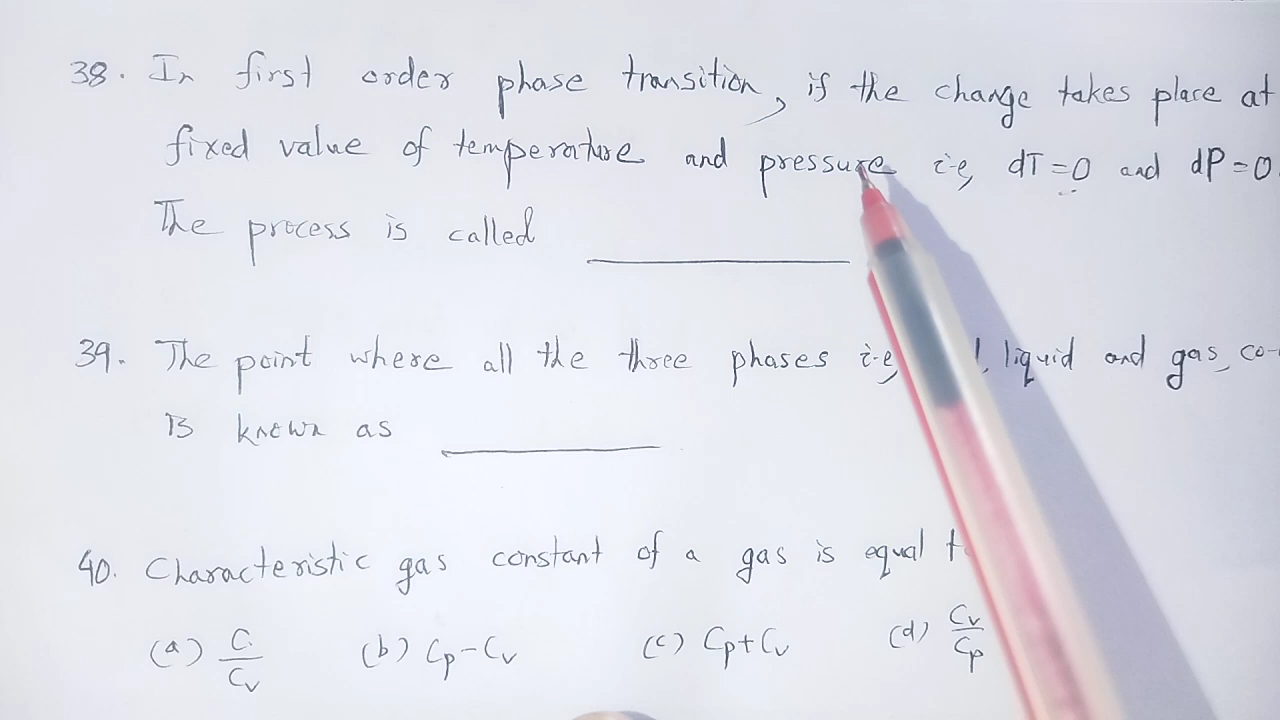 38. In first order phase transition, if the change takes place at
fixed value of temperature and pressure i.e, dT=0 and dP=0.
The process is called ________
39. The point where all the three phases i.e, liquid and gas, co-
is known as ________
40. Characteristic gas constant of a gas is equal
(a) C/Cv (b) Cp-Cv (c) Cp+Cv (d) Cv/Cp